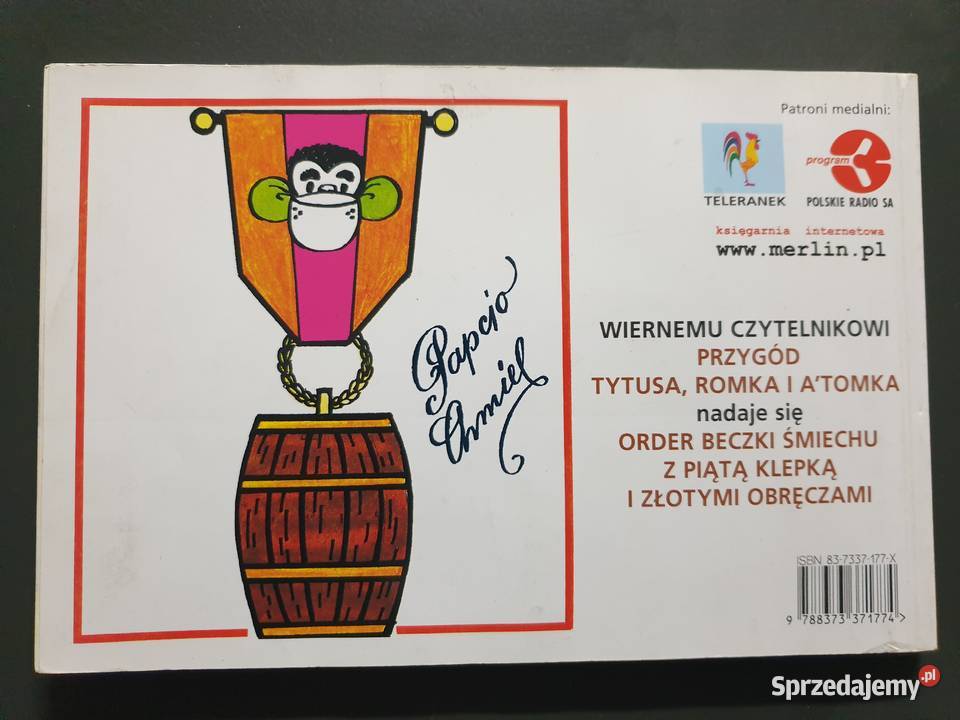 Patroni medialni:
TELERANEK
program
POLSKIE RADIO SA
księgarnia internetowa
www.merlin.pl
Papcio
Chmiel
WIERNEMU CZYTELNIKOWI
PRZYGÓD
TYTUSA, ROMKA I A'TOMKA
nadaje się
ORDER BECZKI ŚMIECHU
Z PIĄTĄ KLEPKĄ
I ZŁOTYMI OBRĘCZAMI
ISBN 83-7337-177-X
9 788373 371774 >
Sprzedajemy.pl